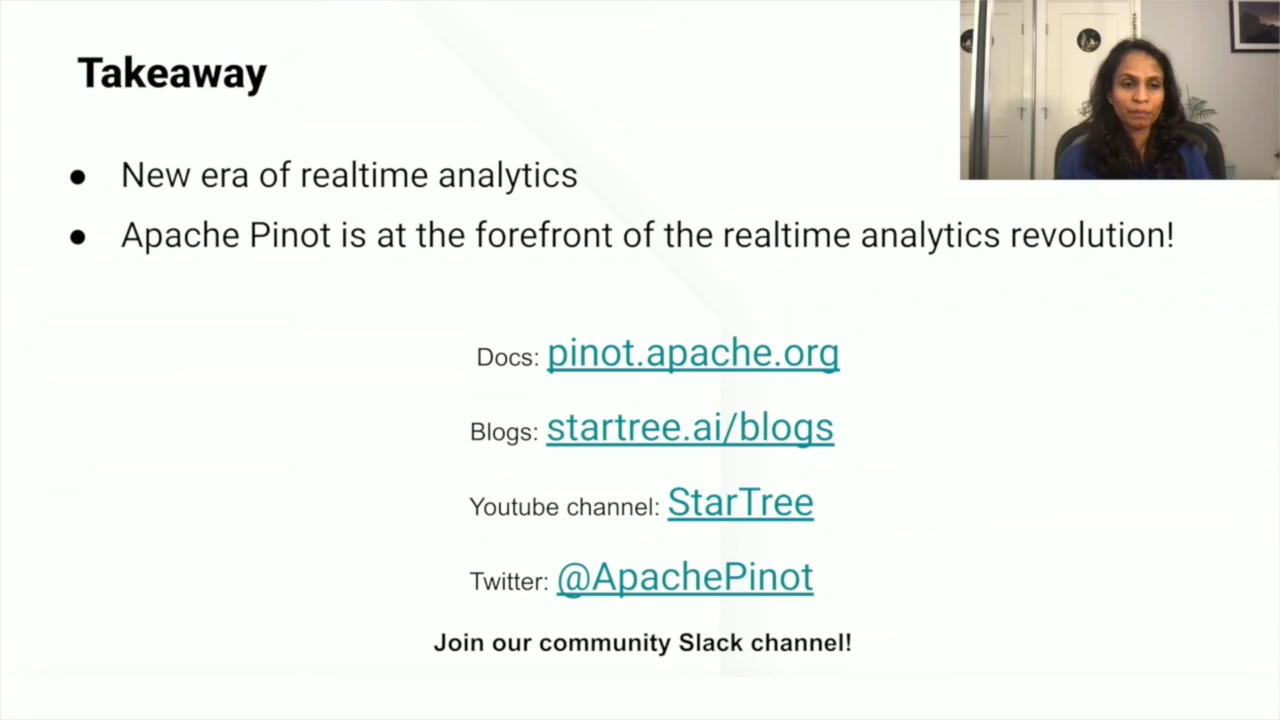 Takeaway
● New era of realtime analytics
● Apache Pinot is at the forefront of the realtime analytics revolution!
Docs: pinot.apache.org
Blogs: startree.ai/blogs
Youtube channel: StarTree
Twitter: @ApachePinot
Join our community Slack channel!